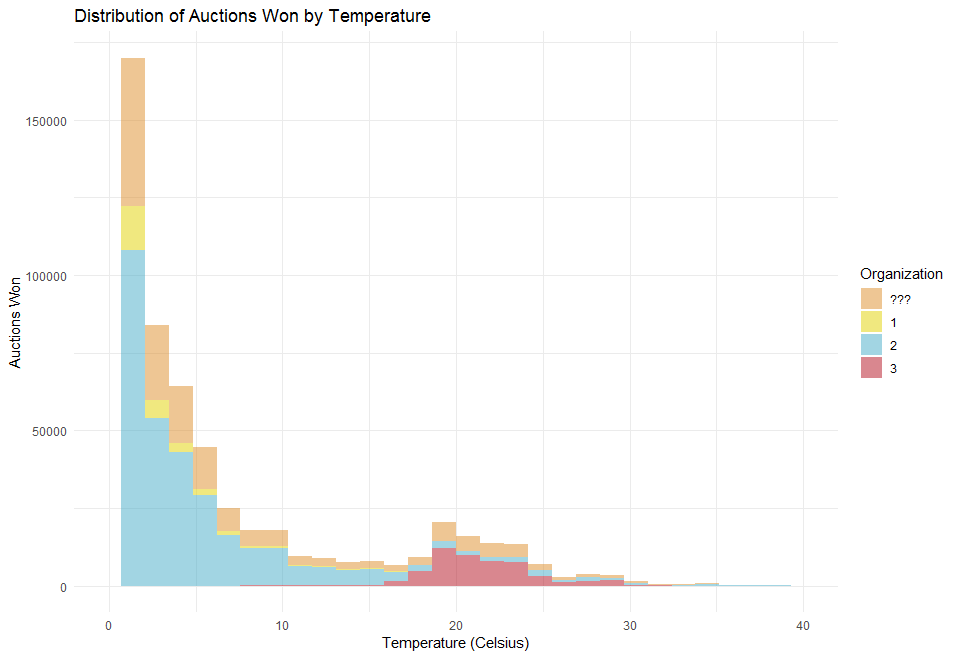 Distribution of Auctions Won by Temperature
150000
100000
50000
0
Auctions Won
0 10 20 30 40
Temperature (Celsius)
Organization
???
1
2
3